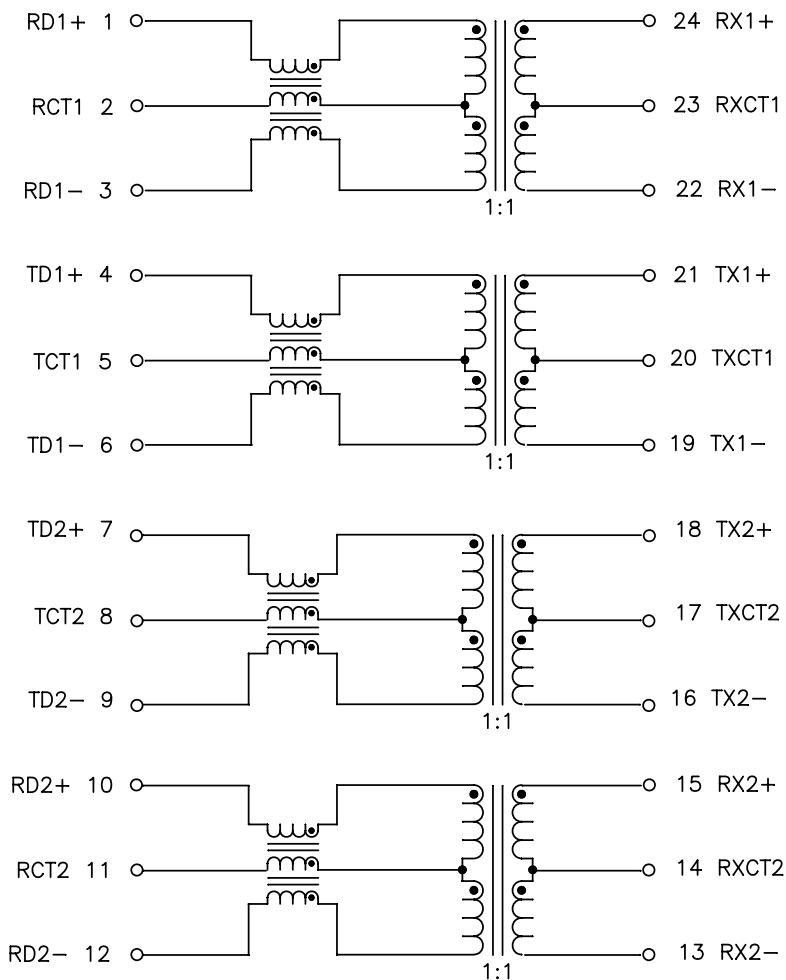 RD1+ 1 24 RX1+
RCT1 2 23 RXCT1
RD1- 3 22 RX1-
1:1
TD1+ 4 21 TX1+
TCT1 5 20 TXCT1
TD1- 6 19 TX1-
1:1
TD2+ 7 18 TX2+
TCT2 8 17 TXCT2
TD2- 9 16 TX2-
1:1
RD2+ 10 15 RX2+
RCT2 11 14 RXCT2
RD2- 12 13 RX2-
1:1